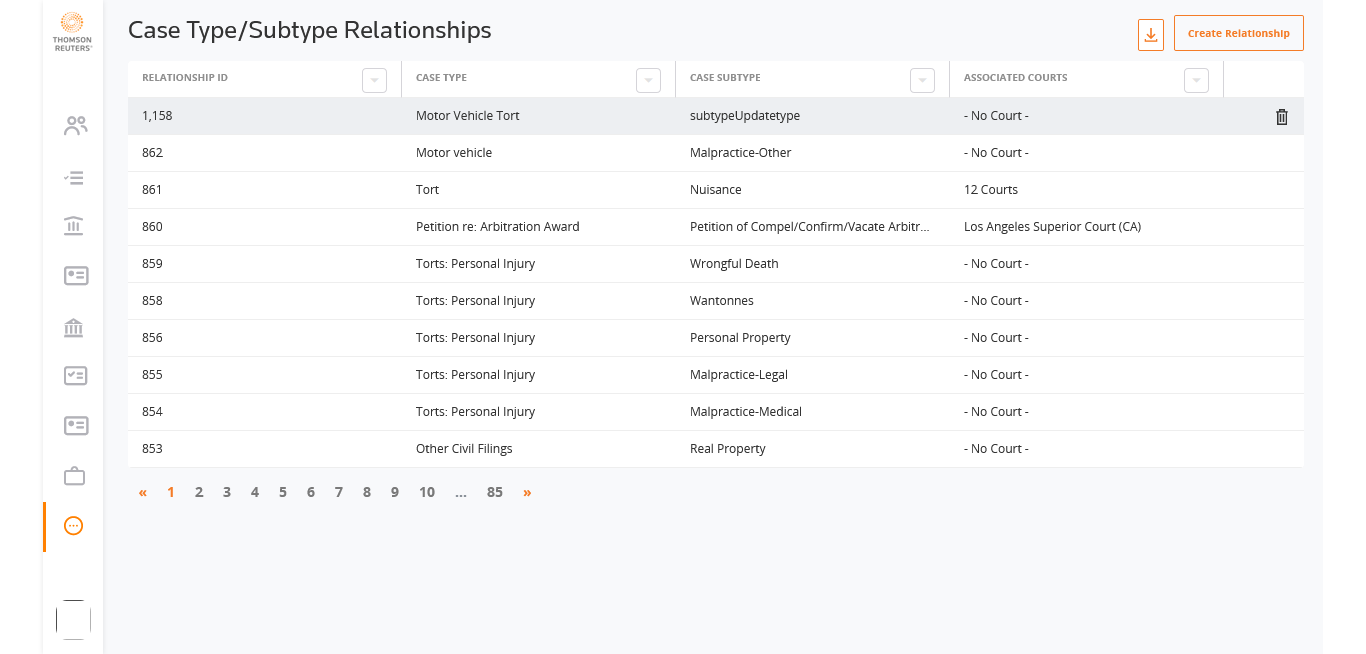 THOMSON
REUTERS®
Case Type/Subtype Relationships
Create Relationship
RELATIONSHIP ID CASE TYPE CASE SUBTYPE ASSOCIATED COURTS
1,158 Motor Vehicle Tort subtypeUpdatetype - No Court -
862 Motor vehicle Malpractice-Other - No Court -
861 Tort Nuisance 12 Courts
860 Petition re: Arbitration Award Petition of Compel/Confirm/Vacate Arbitr... Los Angeles Superior Court (CA)
859 Torts: Personal Injury Wrongful Death - No Court -
858 Torts: Personal Injury Wantonnes - No Court -
856 Torts: Personal Injury Personal Property - No Court -
855 Torts: Personal Injury Malpractice-Legal - No Court -
854 Torts: Personal Injury Malpractice-Medical - No Court -
853 Other Civil Filings Real Property - No Court -
« 1 2 3 4 5 6 7 8 9 10 ... 85 »